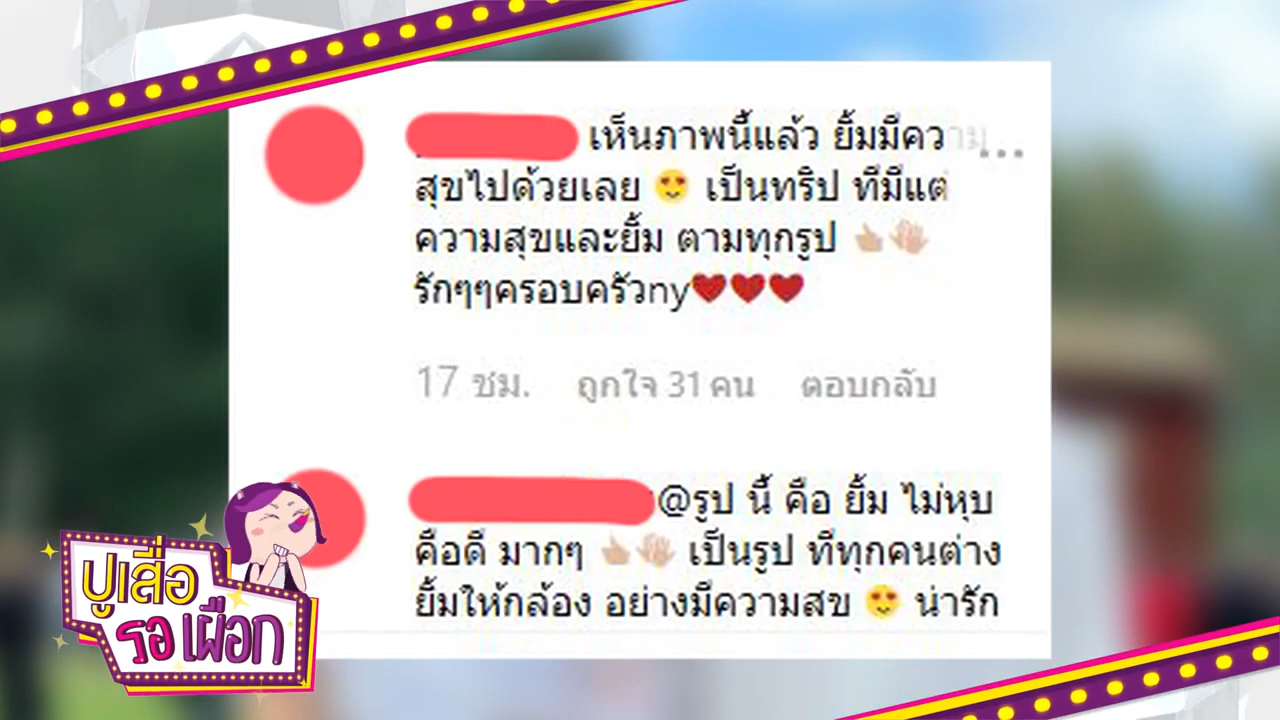 เห็นภาพนี้แล้ว ยิ้มมีความ...
สุขไปด้วยเลย 😍 เป็นทริป ที่มีแต่
ความสุขและยิ้ม ตามทุกรูป 👍🏻👏🏻
รักๆๆครอบครัวny❤❤❤
17 ชม. ถูกใจ 31 คน ตอบกลับ
@รูป นี้ คือ ยิ้ม ไม่หุบ
คือดี มากๆ 👍🏻👏🏻 เป็นรูป ที่ทุกคนต่าง
ยิ้มให้กล้อง อย่างมีความสุข 😍 น่ารัก
ปูเสื่อ
รอเผือก